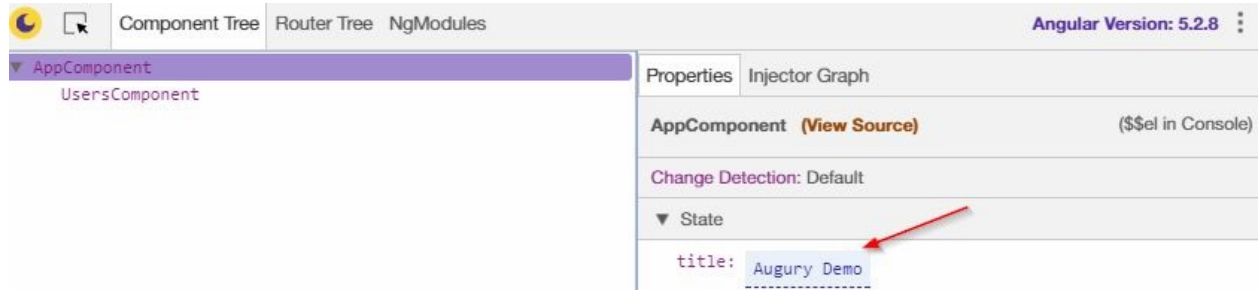 Component Tree Router Tree NgModules Angular Version: 5.2.8
▼ AppComponent
UsersComponent
Properties Injector Graph
AppComponent (View Source) ($$el in Console)
Change Detection: Default
▼ State
title: Augury Demo